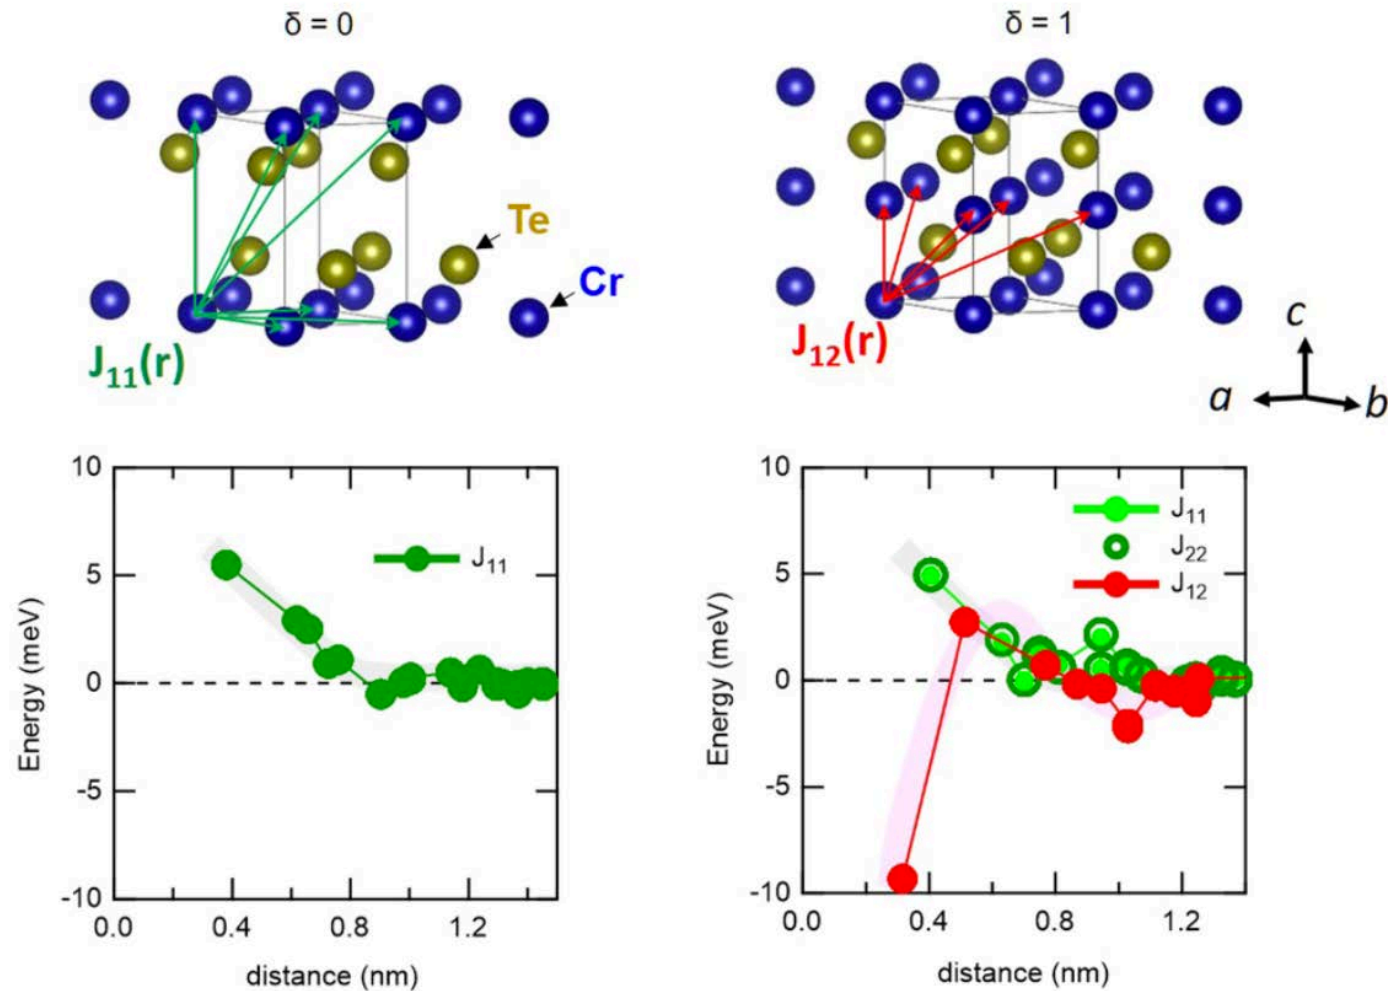 δ = 0
δ = 1
Te
Cr
J₁₁(r)
J₁₂(r)
c
a
b
10
5
0
-5
-10
Energy (meV)
J₁₁
0.0 0.4 0.8 1.2
distance (nm)
10
5
0
-5
-10
Energy (meV)
J₁₁
J₂₂
J₁₂
0.0 0.4 0.8 1.2
distance (nm)